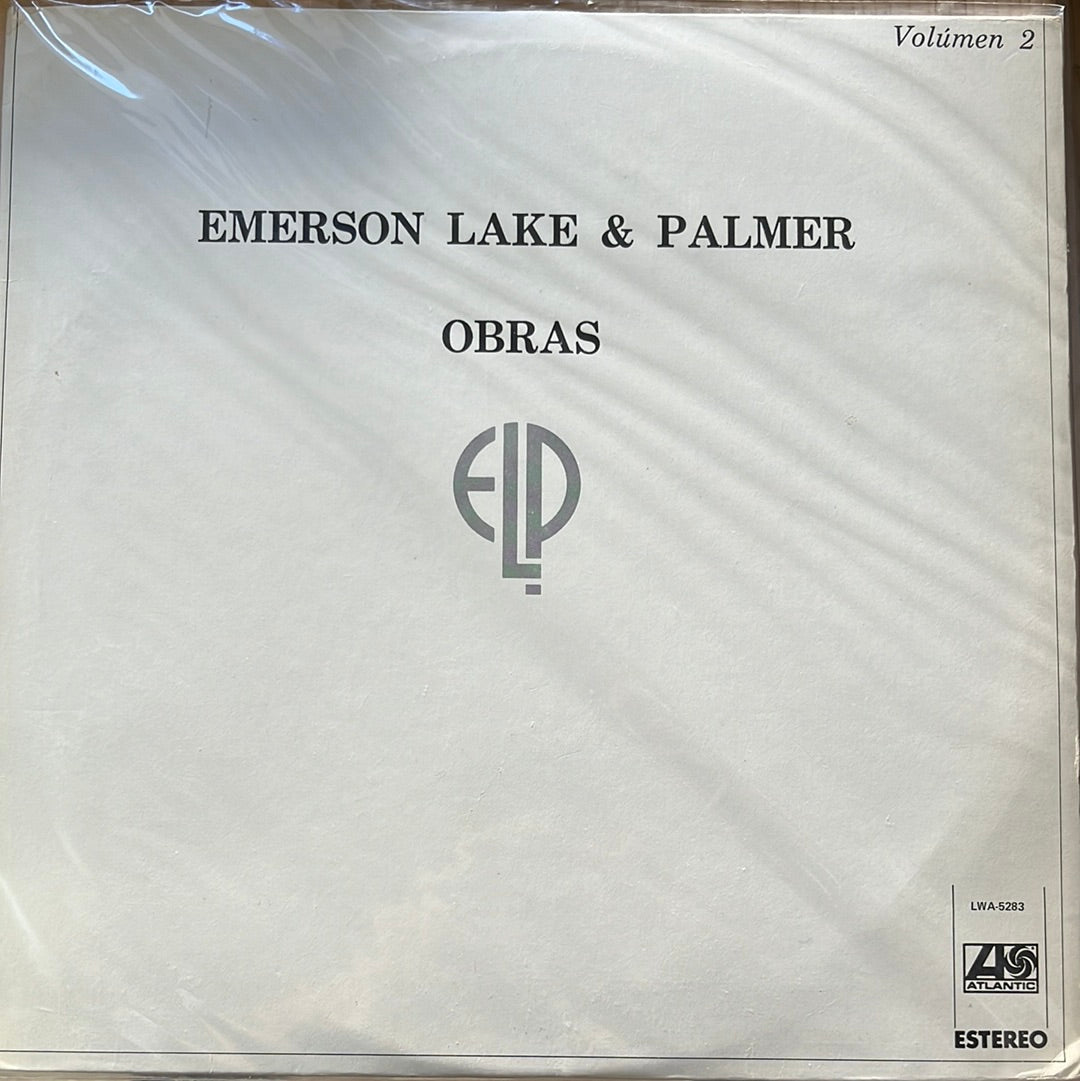 Volúmen 2
EMERSON LAKE & PALMER
OBRAS
ELP
LWA-5283
ATLANTIC
ESTEREO